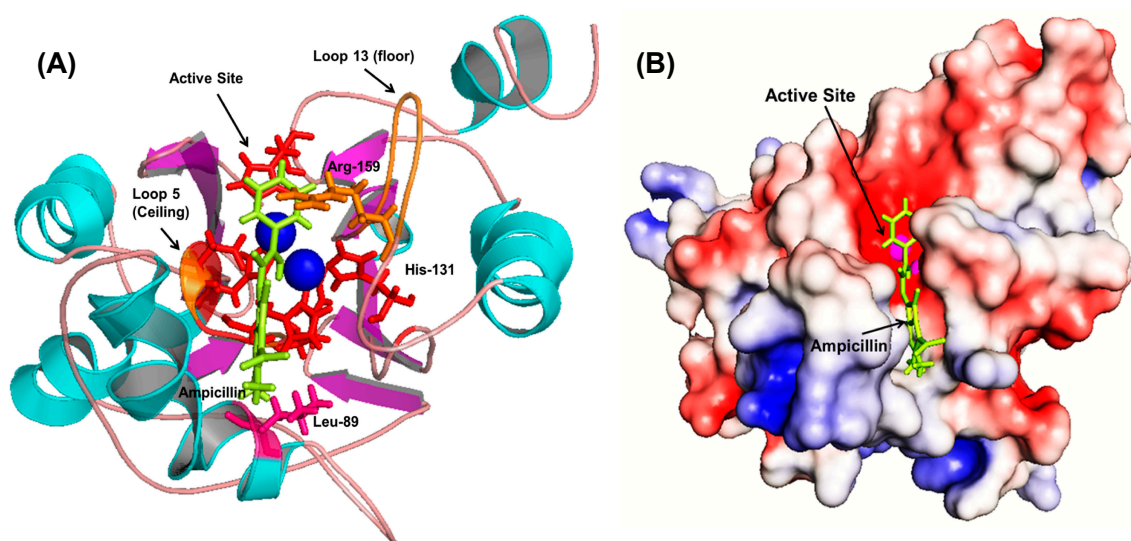 (A)
Loop 13 (floor)
Active Site
Arg-159
Loop 5
(Ceiling)
His-131
Ampicillin
Leu-89
(B)
Active Site
Ampicillin